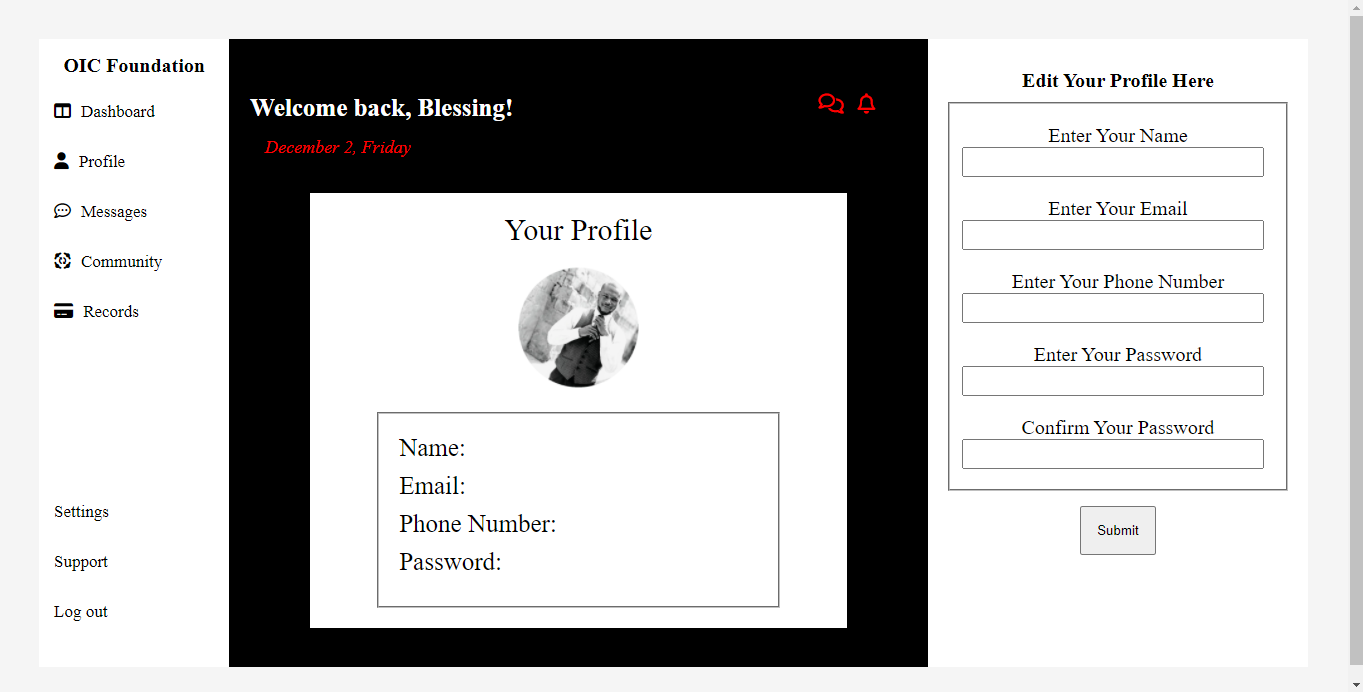 OIC Foundation
Dashboard
Profile
Messages
Community
Records
Settings
Support
Log out
Welcome back, Blessing!
December 2, Friday
Your Profile
Name:
Email:
Phone Number:
Password:
Edit Your Profile Here
Enter Your Name
Enter Your Email
Enter Your Phone Number
Enter Your Password
Confirm Your Password
Submit